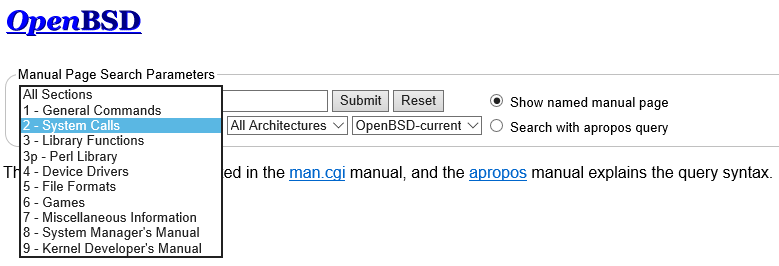 OpenBSD
Manual Page Search Parameters
All Sections
1 - General Commands
2 - System Calls
3 - Library Functions
3p - Perl Library
4 - Device Drivers
5 - File Formats
6 - Games
7 - Miscellaneous Information
8 - System Manager's Manual
9 - Kernel Developer's Manual
Submit Reset
Show named manual page
All Architectures OpenBSD-current
Search with apropos query
in the man.cgi manual, and the apropos manual explains the query syntax.